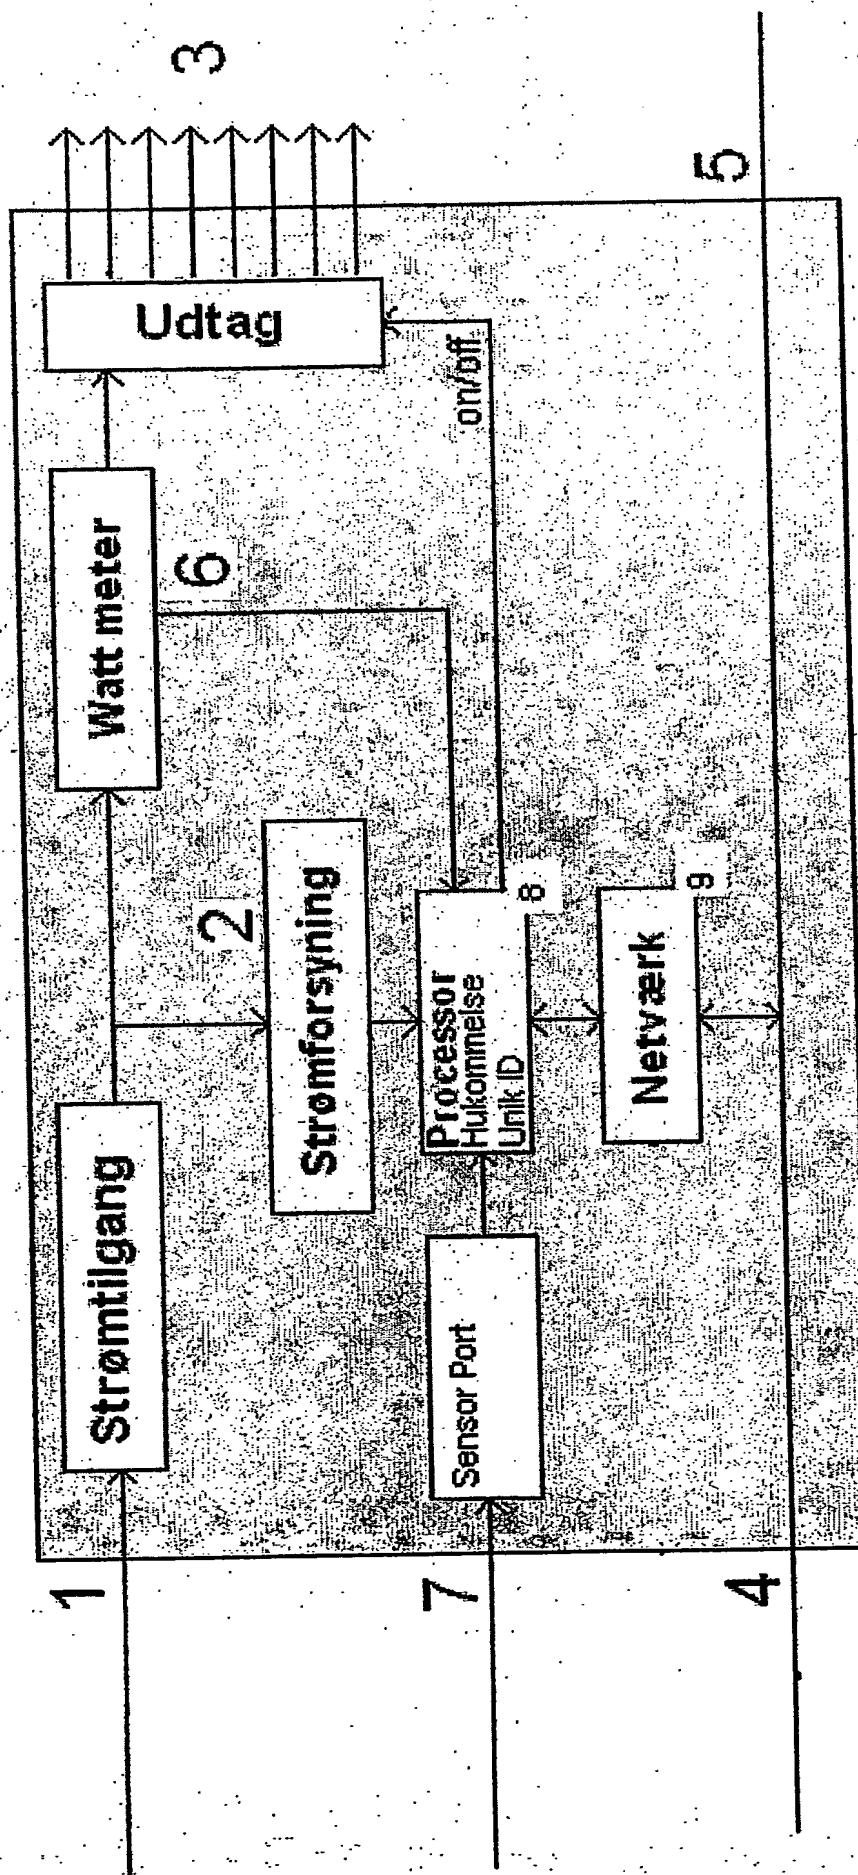 3
5
Udtag
on/off
Watt meter
6
2
Strømforsyning
Processor
Hukommelse
Unik ID
8
Netværk
9
Strømtilgang
Sensor Port
1
7
4